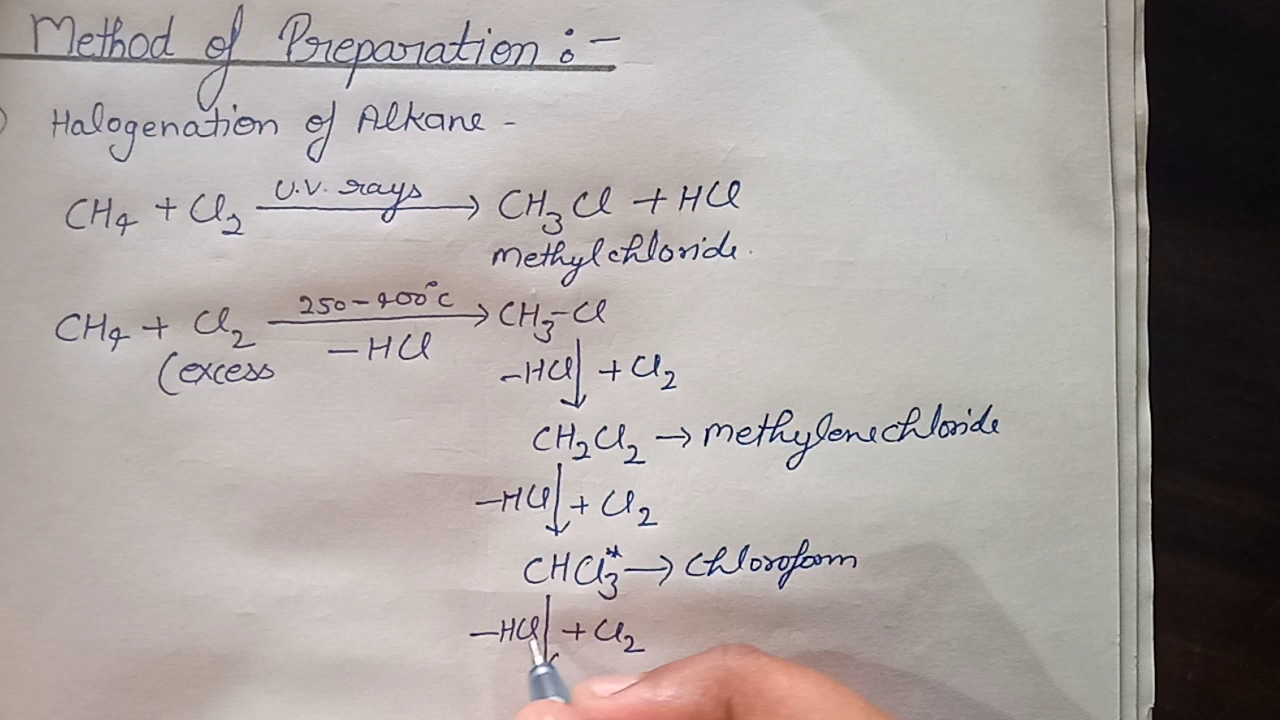 Method of Preparation :-
Halogenation of Alkane -
CH4 + Cl2 U.V. rays → CH3Cl + HCl
methylchloride.
CH4 + Cl2 250-400°C → CH3-Cl
(excess -HCl
-HCl ↓ + Cl2
CH2Cl2 → methylenechloride
-HCl ↓ + Cl2
CHCl3* → Chloroform
-HCl ↓ + Cl2